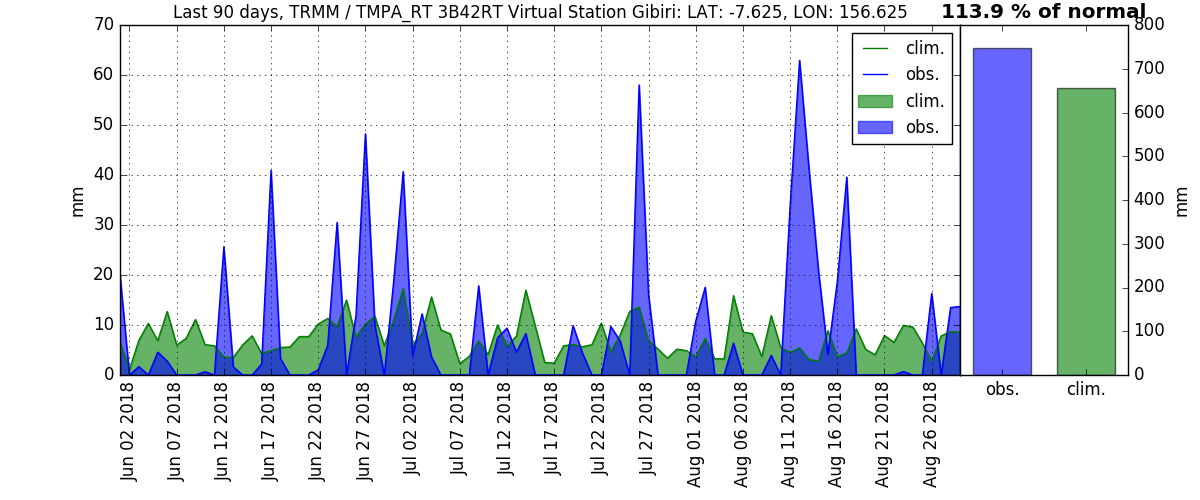 Last 90 days, TRMM / TMPA_RT 3B42RT Virtual Station Gibiri: LAT: -7.625, LON: 156.625
113.9 % of normal
70
60
50
40
30
20
10
0
mm
clim.
obs.
clim.
obs.
Jun 02 2018
Jun 07 2018
Jun 12 2018
Jun 17 2018
Jun 22 2018
Jun 27 2018
Jul 02 2018
Jul 07 2018
Jul 12 2018
Jul 17 2018
Jul 22 2018
Jul 27 2018
Aug 01 2018
Aug 06 2018
Aug 11 2018
Aug 16 2018
Aug 21 2018
Aug 26 2018
800
700
600
500
400
300
200
100
0
mm
obs. clim.